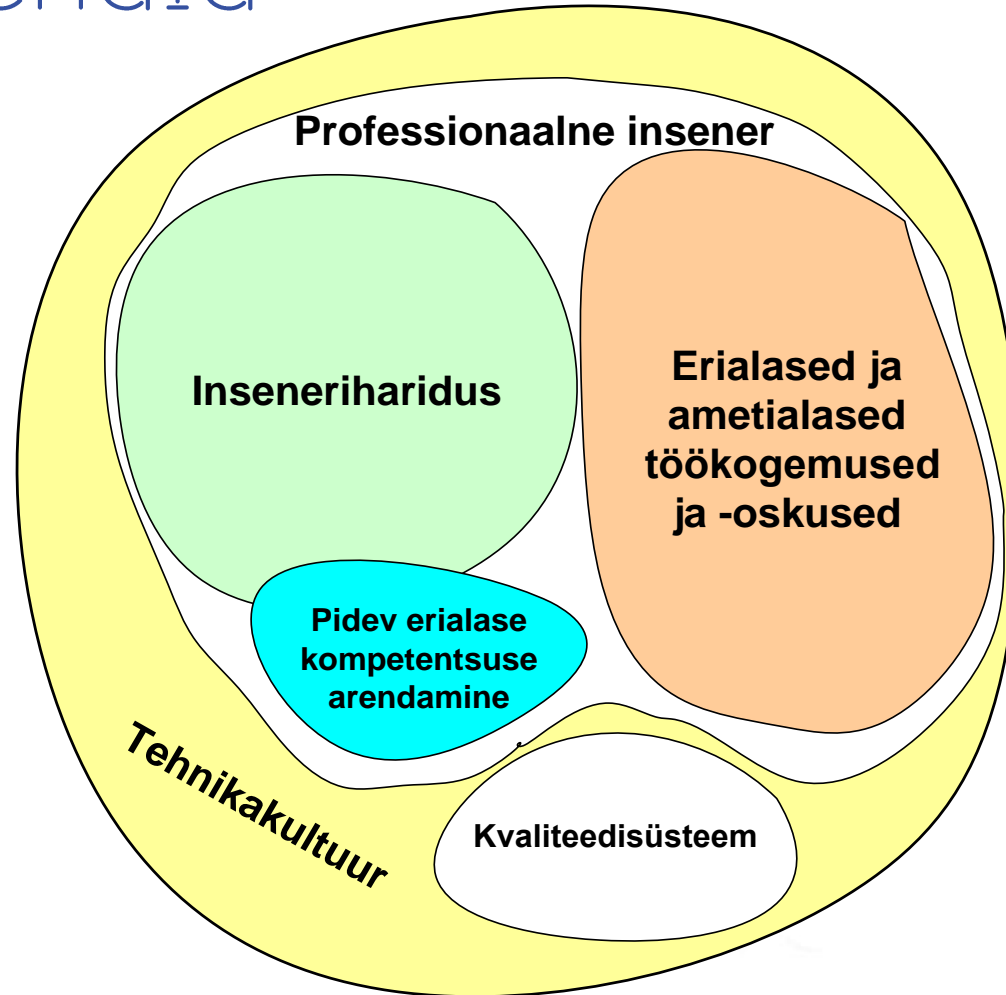 Professionaalne insener
Inseneriharidus
Erialased ja
ametialased
töökogemused
ja -oskused
Pidev erialase
kompetentsuse
arendamine
Tehnikakultuur
Kvaliteedisüsteem